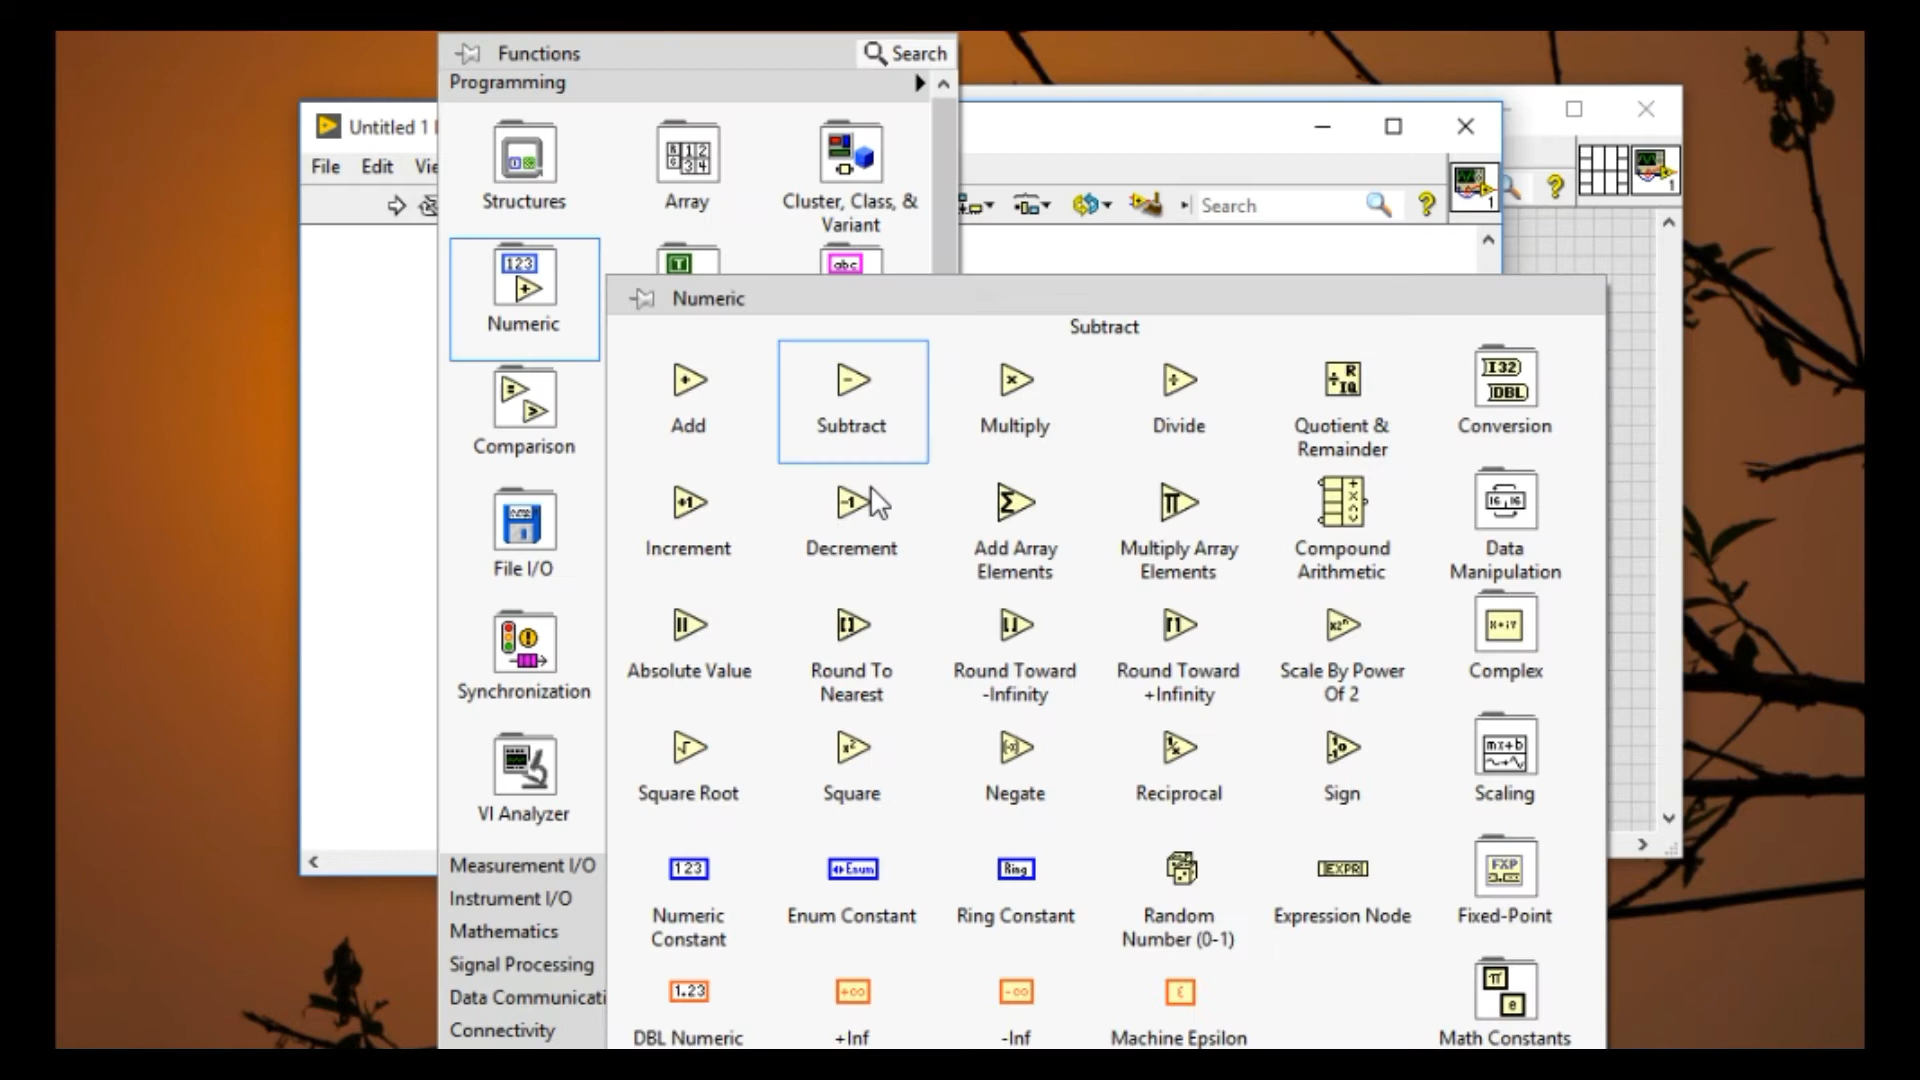 Functions
Search
Programming
Untitled 1
File Edit
Structures
Array
Cluster, Class, &
Variant
Search
Numeric
Numeric
Subtract
Add
Subtract
Multiply
Divide
Quotient &
Remainder
Conversion
Comparison
Increment
Decrement
Add Array
Elements
Multiply Array
Elements
Compound
Arithmetic
Data
Manipulation
File I/O
Absolute Value
Round To
Nearest
Round Toward
-Infinity
Round Toward
+Infinity
Scale By Power
Of 2
Complex
Synchronization
Square Root
Square
Negate
Reciprocal
Sign
Scaling
VI Analyzer
Numeric
Constant
Enum Constant
Ring Constant
Random
Number (0-1)
Expression Node
Fixed-Point
Measurement I/O
Instrument I/O
Mathematics
Signal Processing
Data Communicati
Connectivity
DBL Numeric
+Inf
-Inf
Machine Epsilon
Math Constants